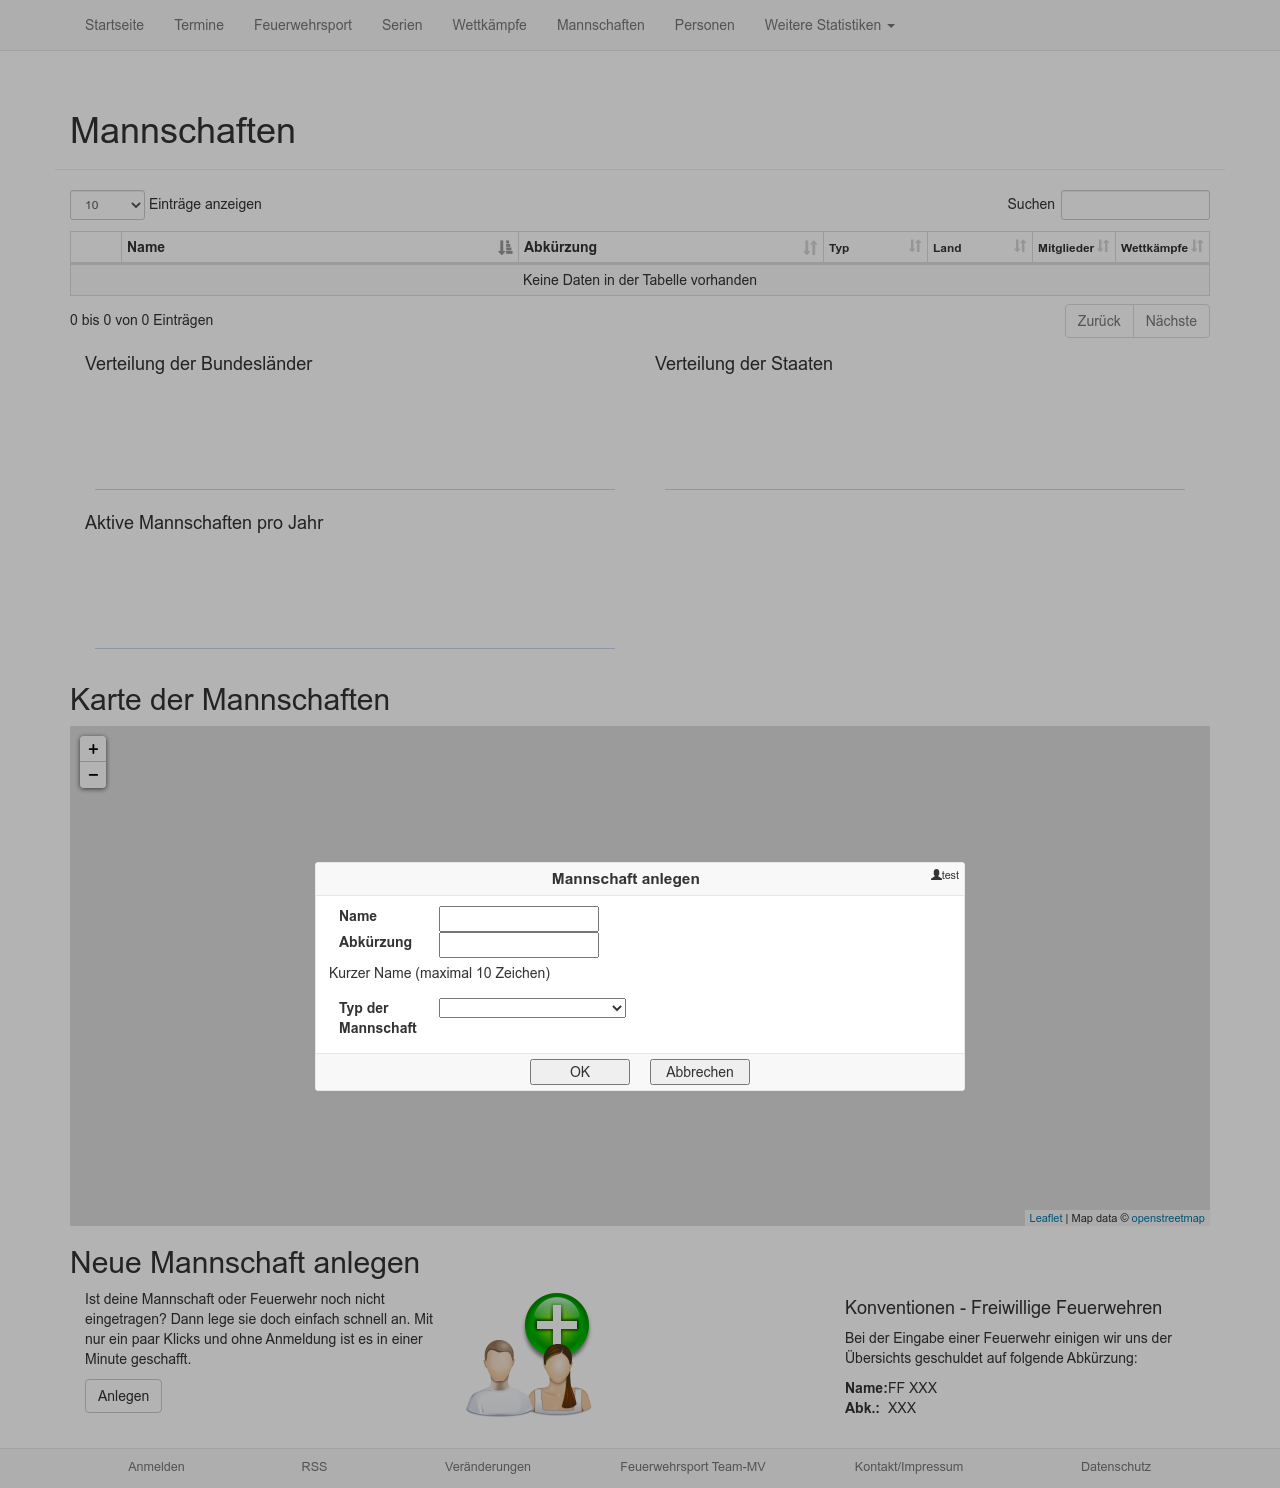 Startseite Termine Feuerwehrsport Serien Wettkämpfe Mannschaften Personen Weitere Statistiken
Mannschaften
10 Einträge anzeigen Suchen
Name Abkürzung Typ Land Mitglieder Wettkämpfe
Keine Daten in der Tabelle vorhanden
0 bis 0 von 0 Einträgen Zurück Nächste
Verteilung der Bundesländer Verteilung der Staaten
Aktive Mannschaften pro Jahr
Karte der Mannschaften
+
−
Mannschaft anlegen test
Name
Abkürzung
Kurzer Name (maximal 10 Zeichen)
Typ der
Mannschaft
OK Abbrechen
Leaflet | Map data © openstreetmap
Neue Mannschaft anlegen
Ist deine Mannschaft oder Feuerwehr noch nicht
eingetragen? Dann lege sie doch einfach schnell an. Mit
nur ein paar Klicks und ohne Anmeldung ist es in einer
Minute geschafft.
Anlegen
Konventionen - Freiwillige Feuerwehren
Bei der Eingabe einer Feuerwehr einigen wir uns der
Übersichts geschuldet auf folgende Abkürzung:
Name: FF XXX
Abk.: XXX
Anmelden RSS Veränderungen Feuerwehrsport Team-MV Kontakt/Impressum Datenschutz